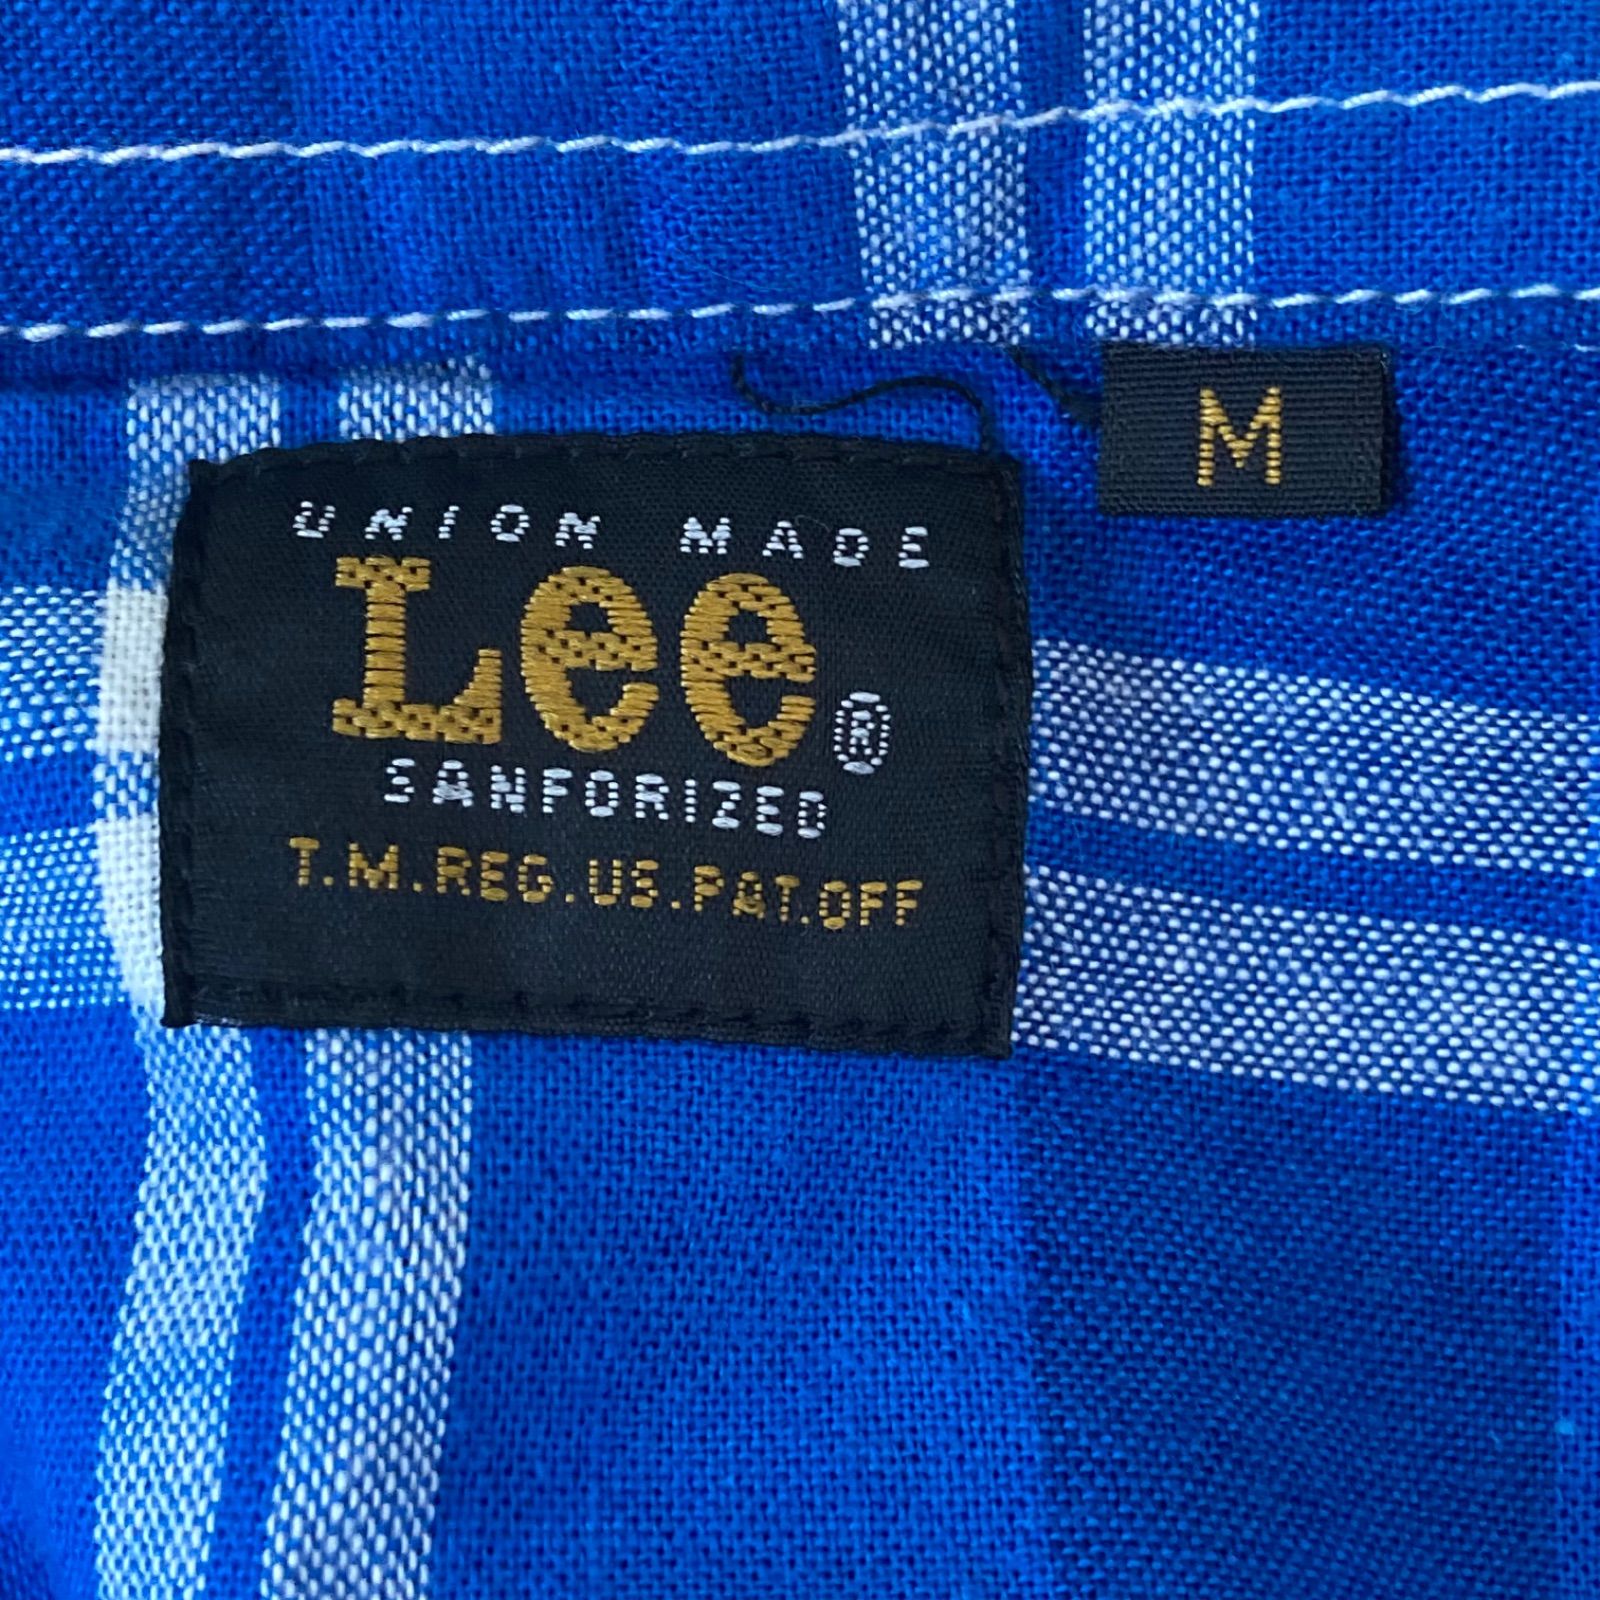 UNION MADE
Lee®
SANFORIZED
T.M.REG.US.PAT.OFF
M